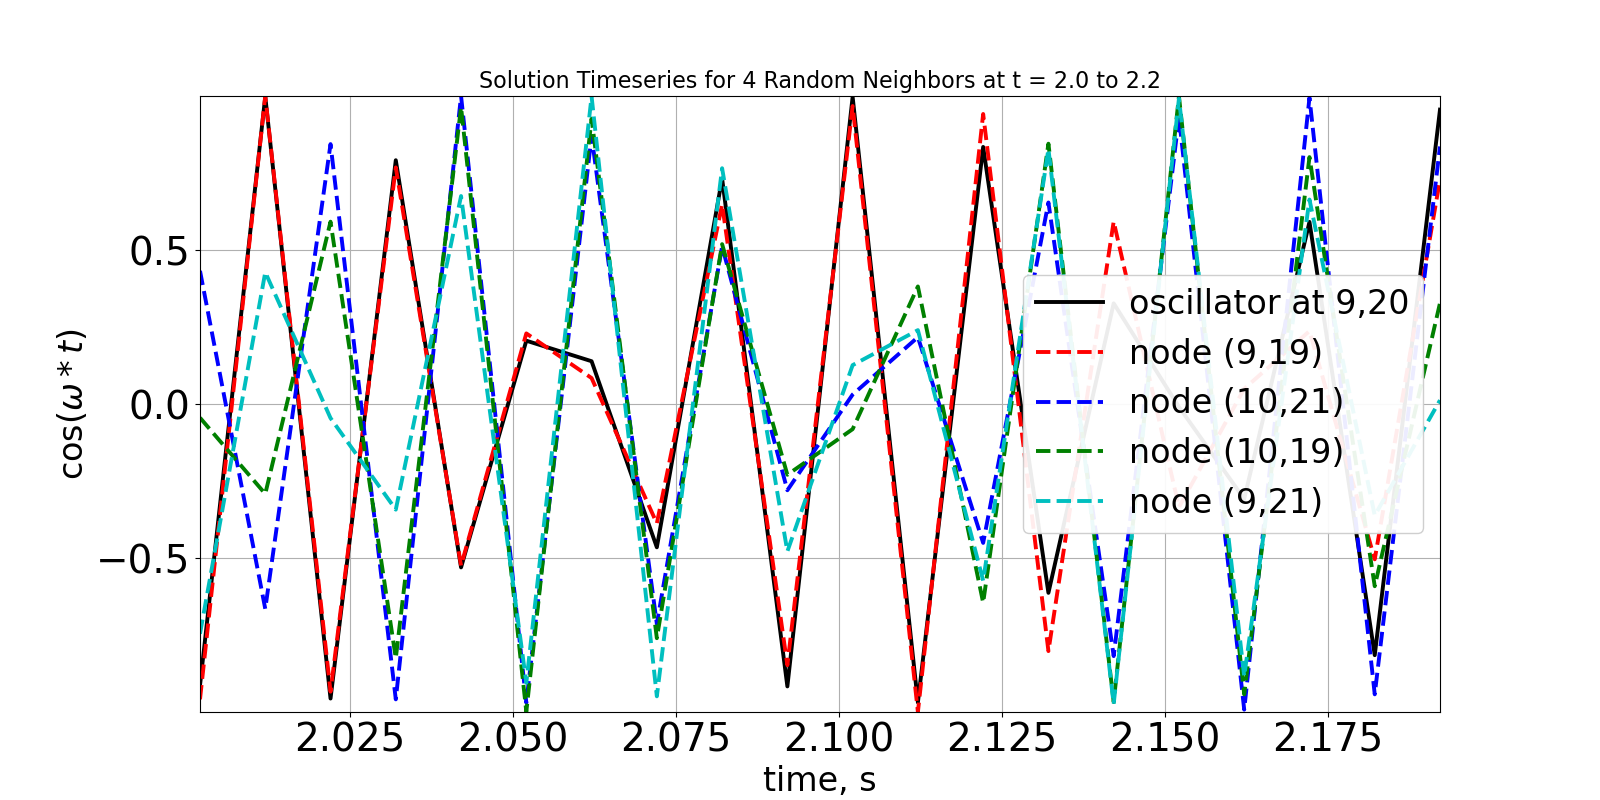 Solution Timeseries for 4 Random Neighbors at t = 2.0 to 2.2
0.5
0.0
−0.5
cos(ω * t)
oscillator at 9,20
node (9,19)
node (10,21)
node (10,19)
node (9,21)
2.025 2.050 2.075 2.100 2.125 2.150 2.175
time, s